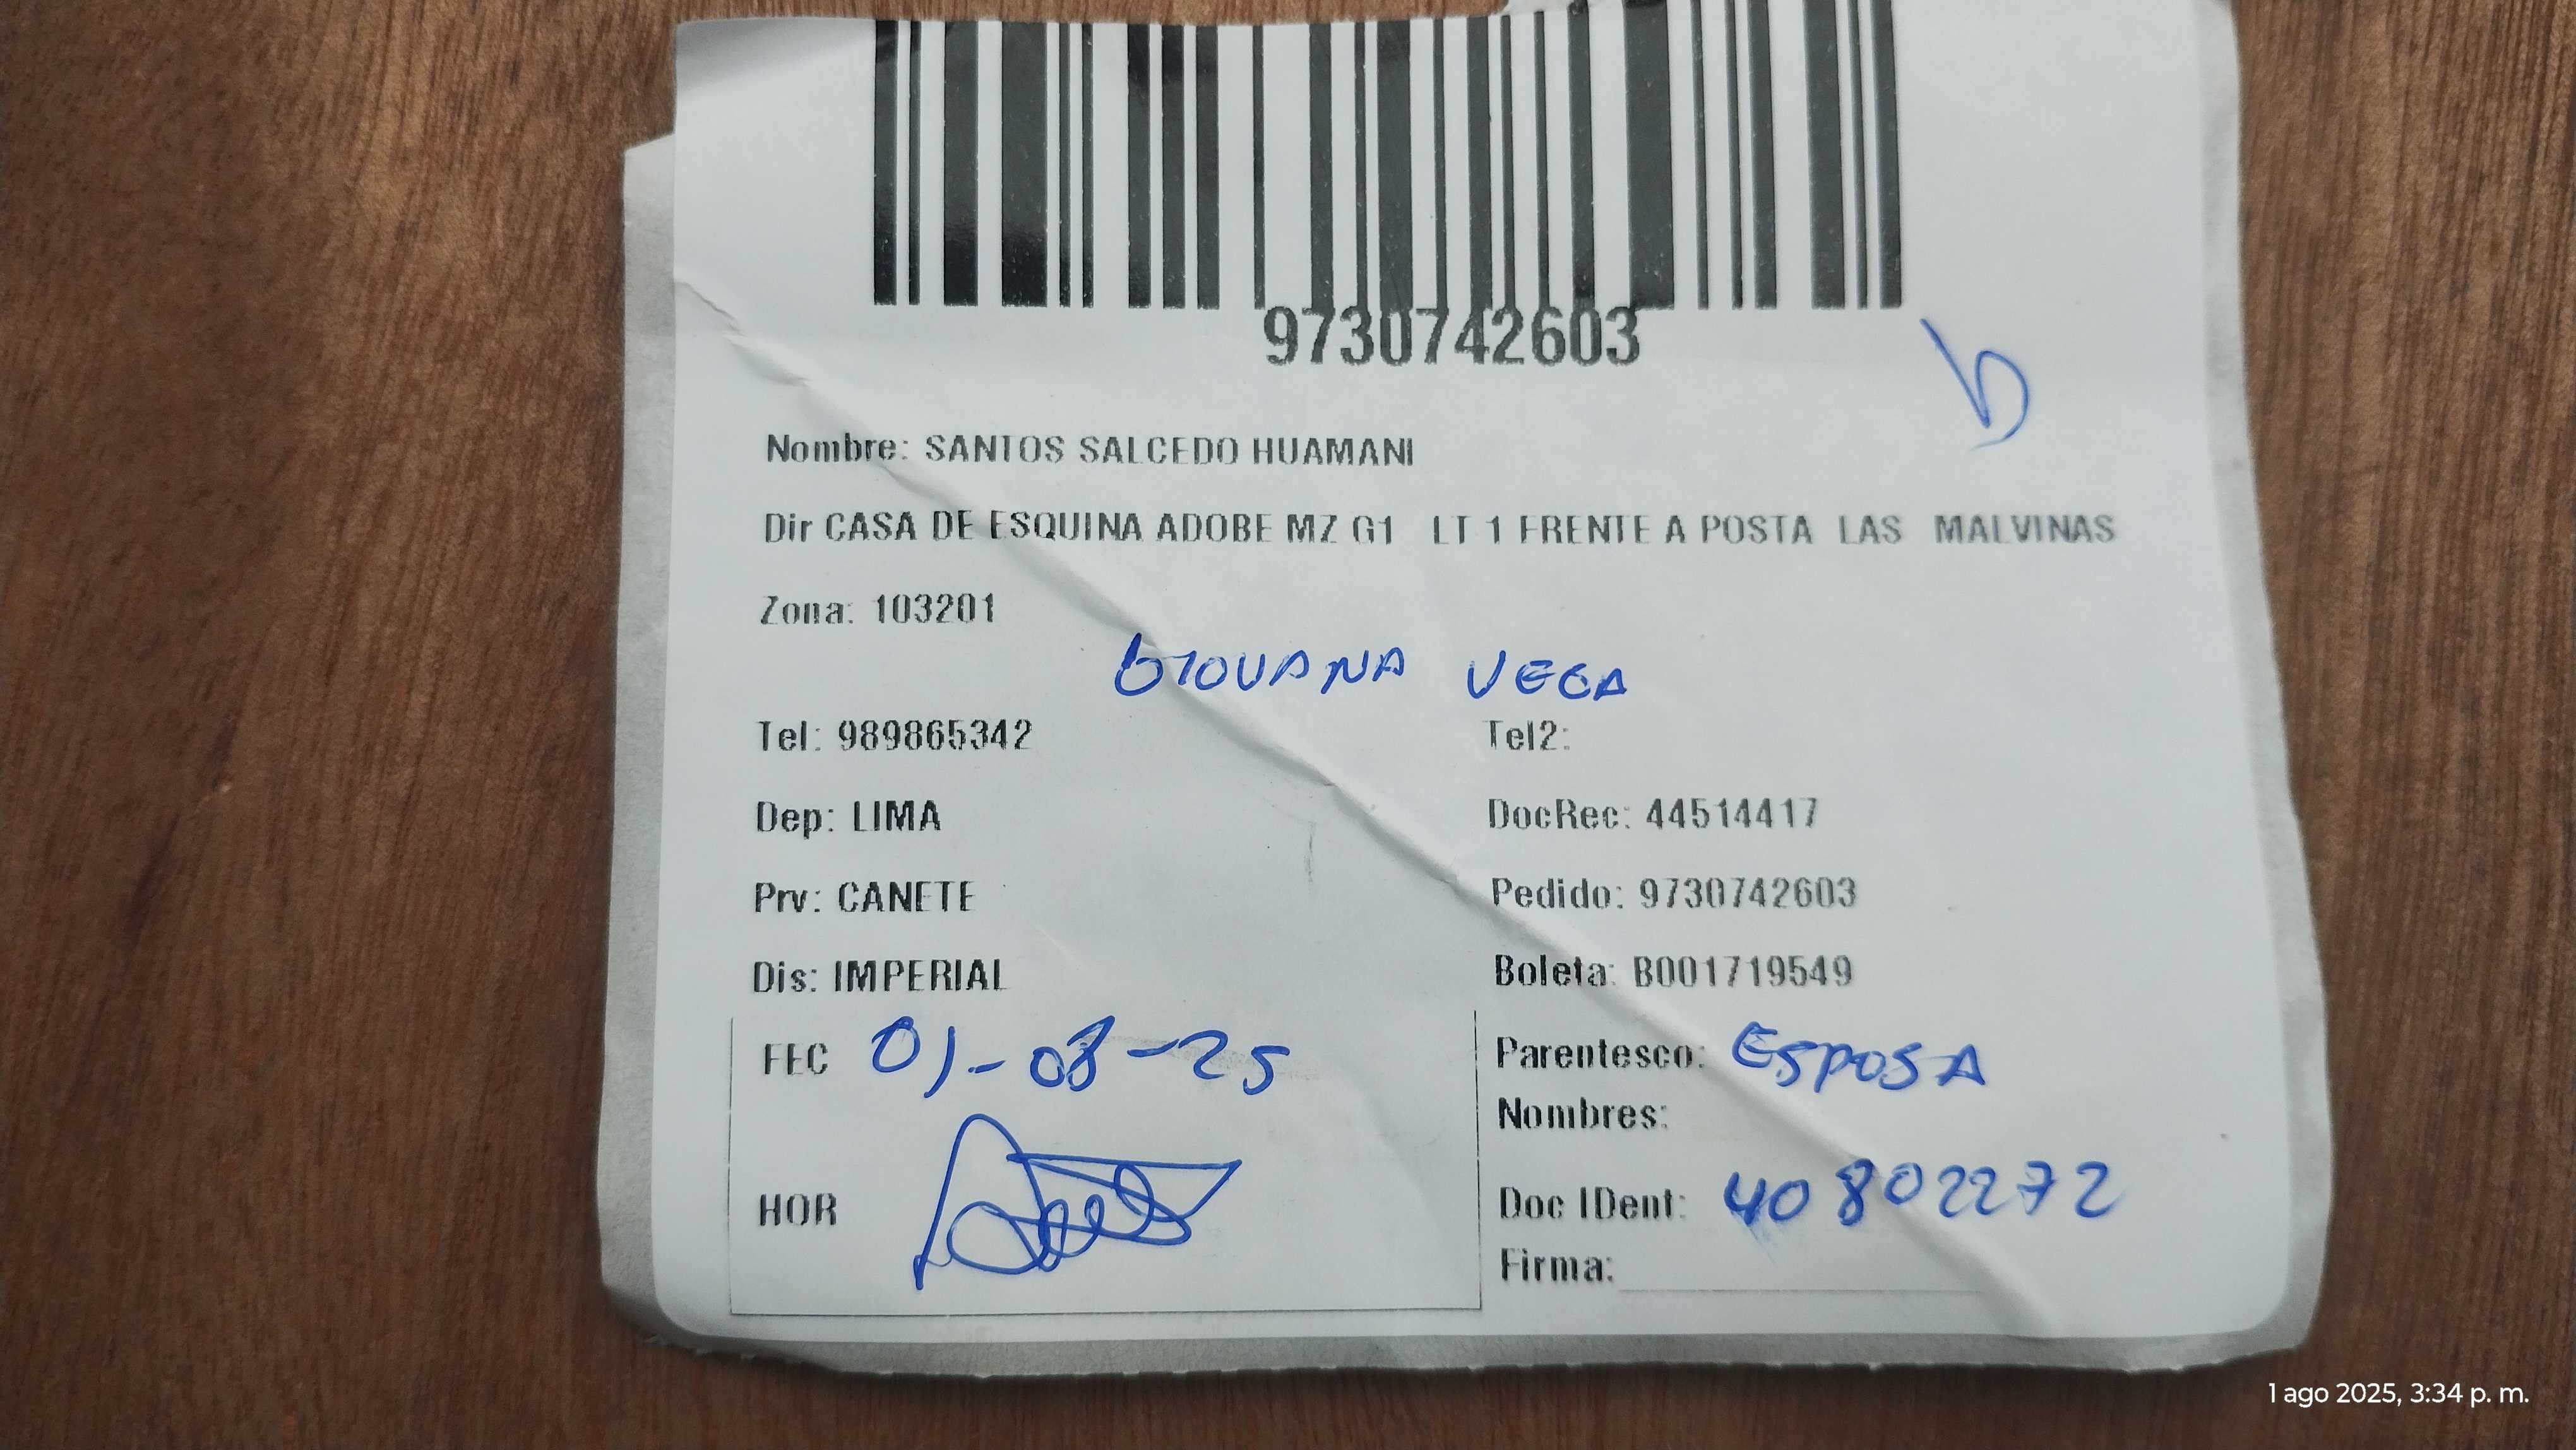 9730742603
b
Nombre: SANTOS SALCEDO HUAMANI
Dir CASA DE ESQUINA ADOBE MZ G1 LT 1 FRENTE A POSTA LAS MALVINAS
Zona: 103201
GIOVANA VEGA
Tel: 989865342 Tel2:
Dep: LIMA DocRec: 44514417
Prv: CANETE Pedido: 9730742603
Dis: IMPERIAL Boleta: B001719549
FEC 01-08-25 Parentesco: ESPOSA
Nombres:
HOR Doc IDent: 40802272
Firma:
1 ago 2025, 3:34 p. m.